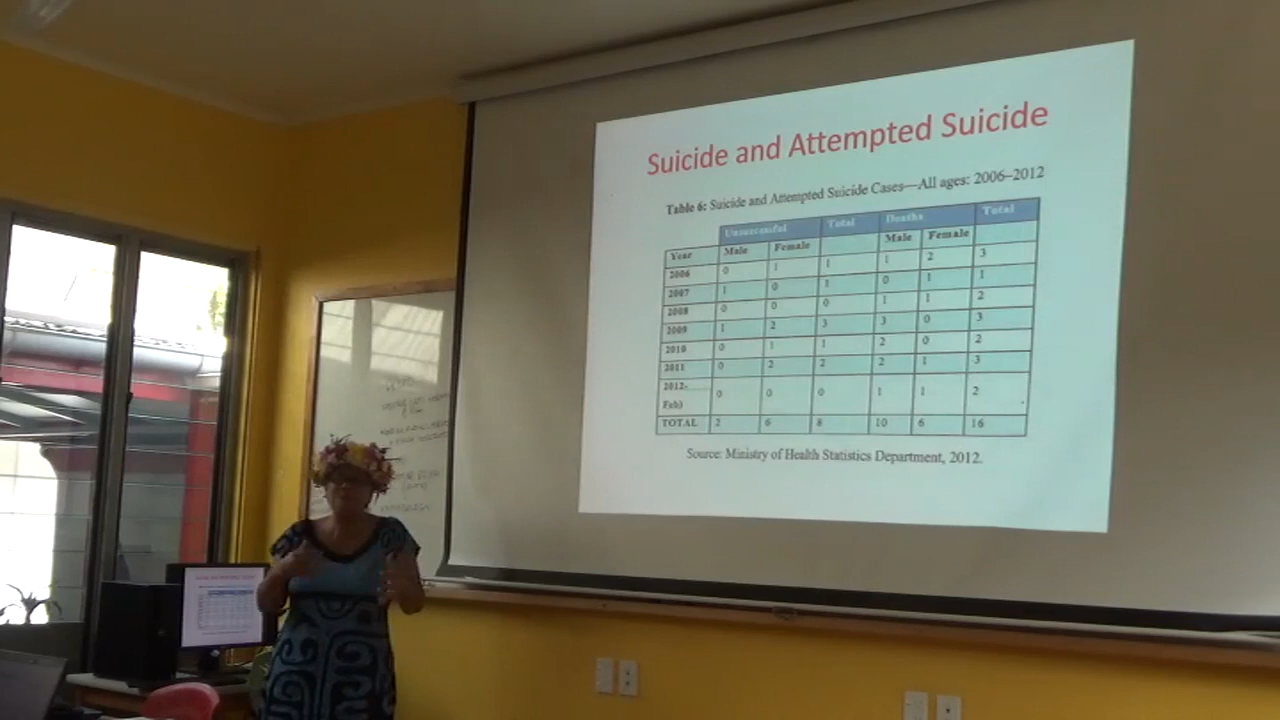 Suicide and Attempted Suicide
Table 6: Suicide and Attempted Suicide Cases—All ages: 2006–2012
Unsuccessful Total Deaths Total
Year Male Female Male Female
2006 0 1 1 1 2 3
2007 1 0 1 0 1 1
2008 0 0 0 1 1 2
2009 1 2 3 3 0 3
2010 0 1 1 2 0 2
2011 0 2 2 2 1 3
2012- 0 0 0 1 1 2
Feb)
TOTAL 2 6 8 10 6 16
Source: Ministry of Health Statistics Department, 2012.